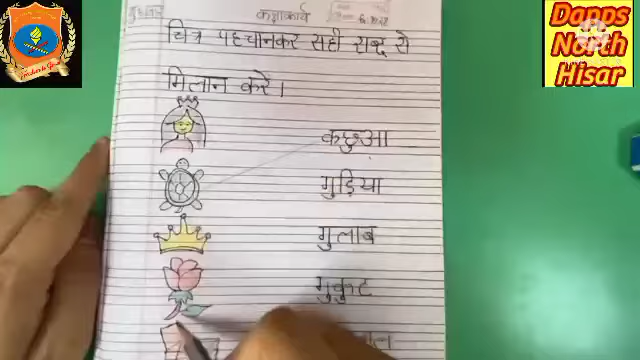 कक्षाकार्य
चित्र पहचानकर सही शब्द से
मिलान करें।
कछुआ
गुड़िया
गुलाब
मुकुट
Dapps
North
Hisar